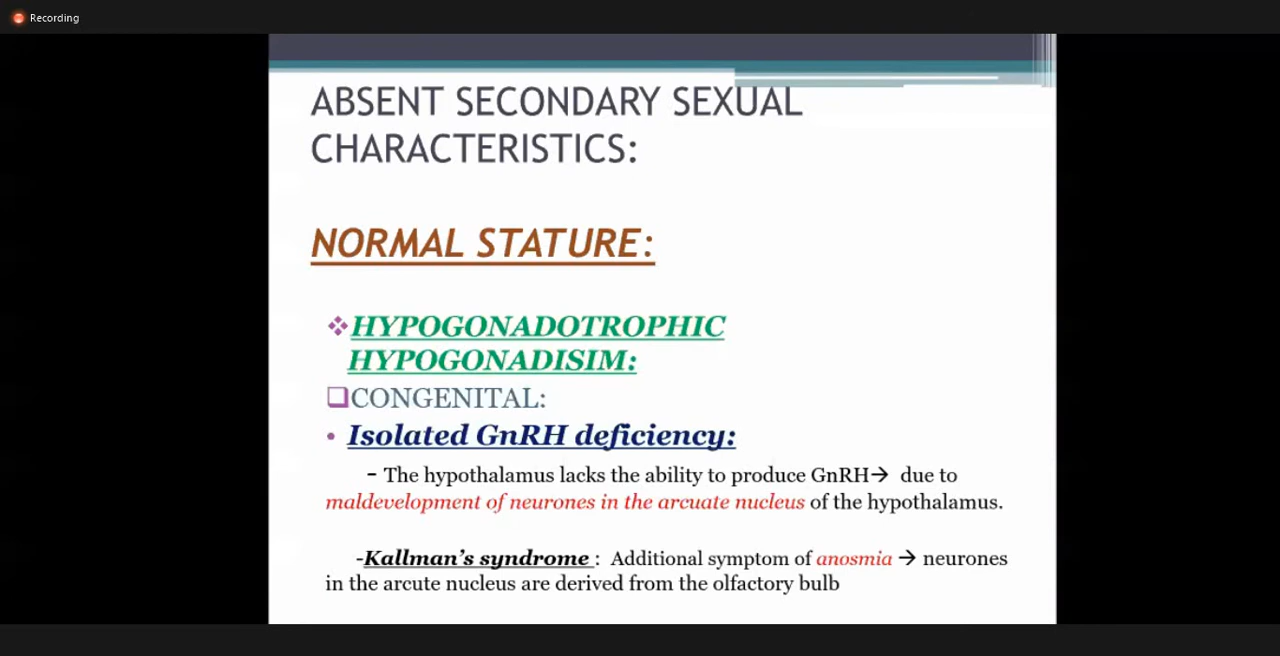 Recording
ABSENT SECONDARY SEXUAL
CHARACTERISTICS:
NORMAL STATURE:
❖HYPOGONADOTROPHIC
HYPOGONADISIM:
❑CONGENITAL:
• Isolated GnRH deficiency:
- The hypothalamus lacks the ability to produce GnRH→ due to
maldevelopment of neurones in the arcuate nucleus of the hypothalamus.
-Kallman's syndrome : Additional symptom of anosmia → neurones
in the arcute nucleus are derived from the olfactory bulb